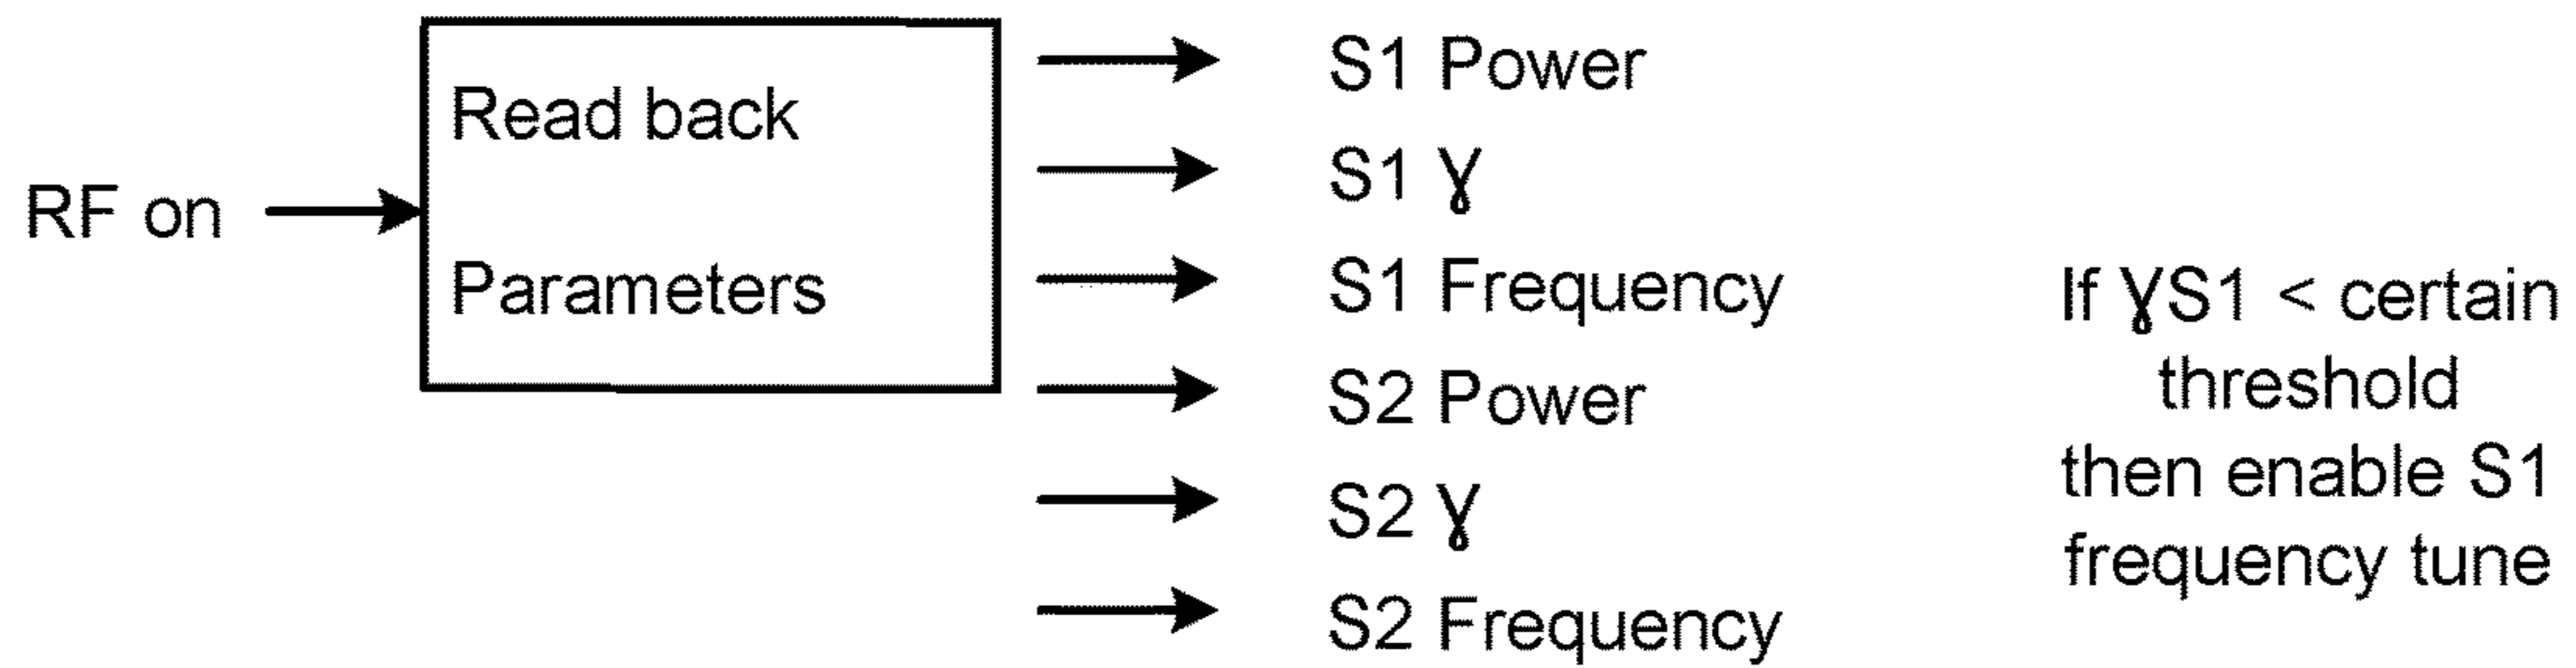 RF on
Read back
Parameters
S1 Power
S1 Ɣ
S1 Frequency
S2 Power
S2 Ɣ
S2 Frequency
If ƔS1 < certain
threshold
then enable S1
frequency tune